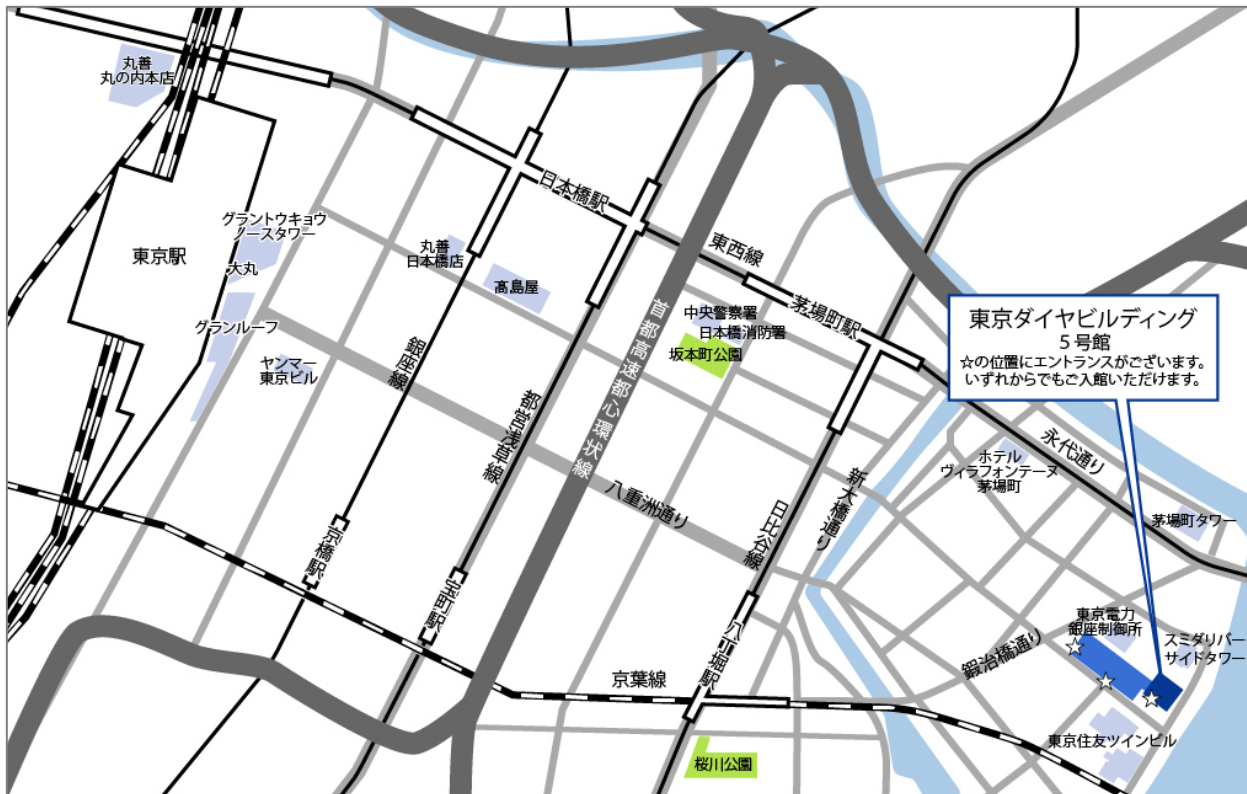 丸善
丸の内本店
グラントウキョウ
ノースタワー
東京駅
大丸
グランルーフ
ヤンマー
東京ビル
丸善
日本橋店
髙島屋
日本橋駅
東西線
茅場町駅
中央警察署
日本橋消防署
坂本町公園
銀座線
都営浅草線
首都高速都心環状線
八重洲通り
日比谷線
新大橋通り
東京ダイヤビルディング
5号館
☆の位置にエントランスがございます。
いずれからでもご入館いただけます。
永代通り
ホテル
ヴィラフォンテーヌ
茅場町
茅場町タワー
京橋駅
宝町駅
八丁堀駅
京葉線
鍜治橋通り
東京電力
銀座制御所
スミダリバー
サイドタワー
東京住友ツインビル
桜川公園